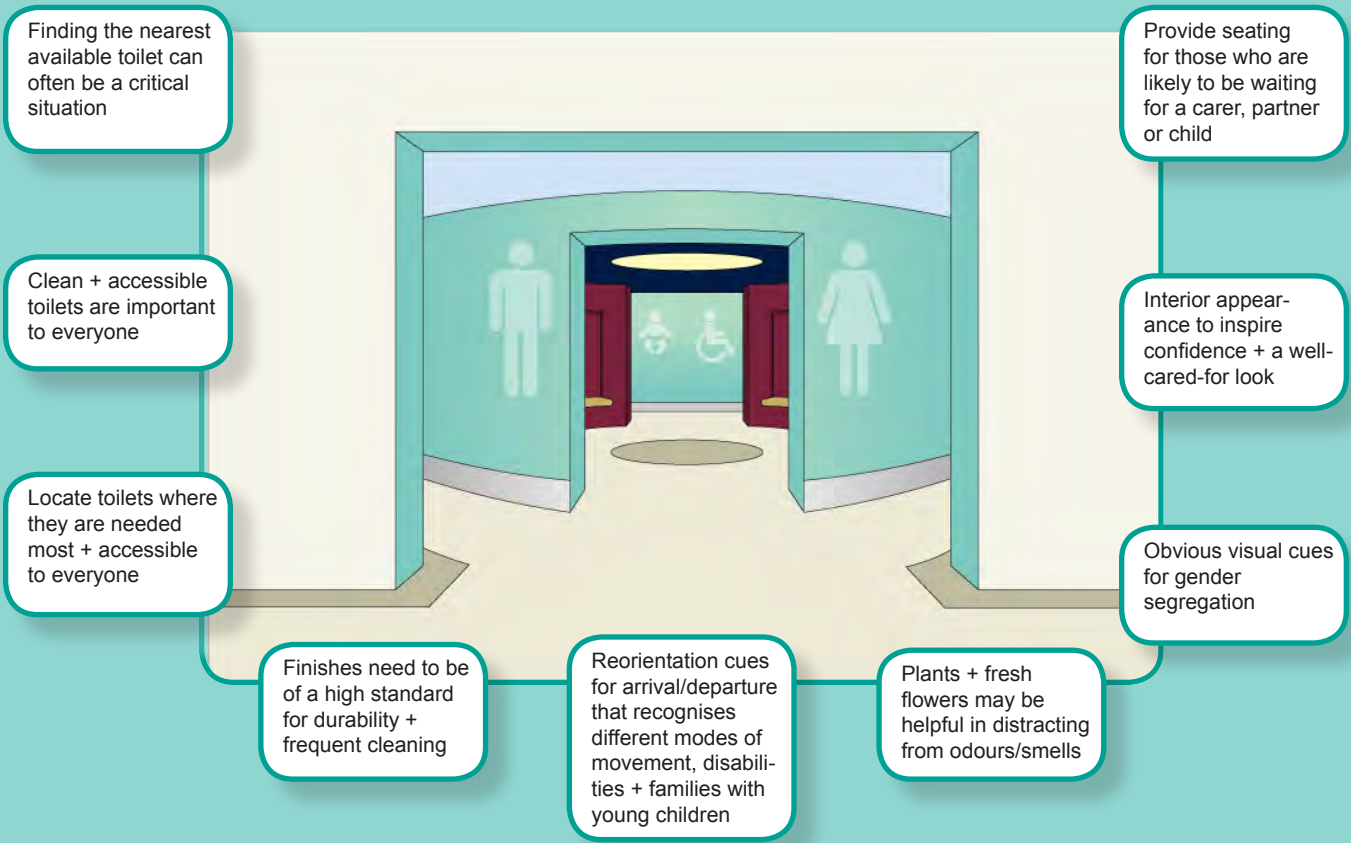 Finding the nearest
available toilet can
often be a critical
situation
Provide seating
for those who are
likely to be waiting
for a carer, partner
or child
Clean + accessible
toilets are important
to everyone
Interior appear-
ance to inspire
confidence + a well-
cared-for look
Locate toilets where
they are needed
most + accessible
to everyone
Obvious visual cues
for gender
segregation
Finishes need to be
of a high standard
for durability +
frequent cleaning
Reorientation cues
for arrival/departure
that recognises
different modes of
movement, disabili-
ties + families with
young children
Plants + fresh
flowers may be
helpful in distracting
from odours/smells